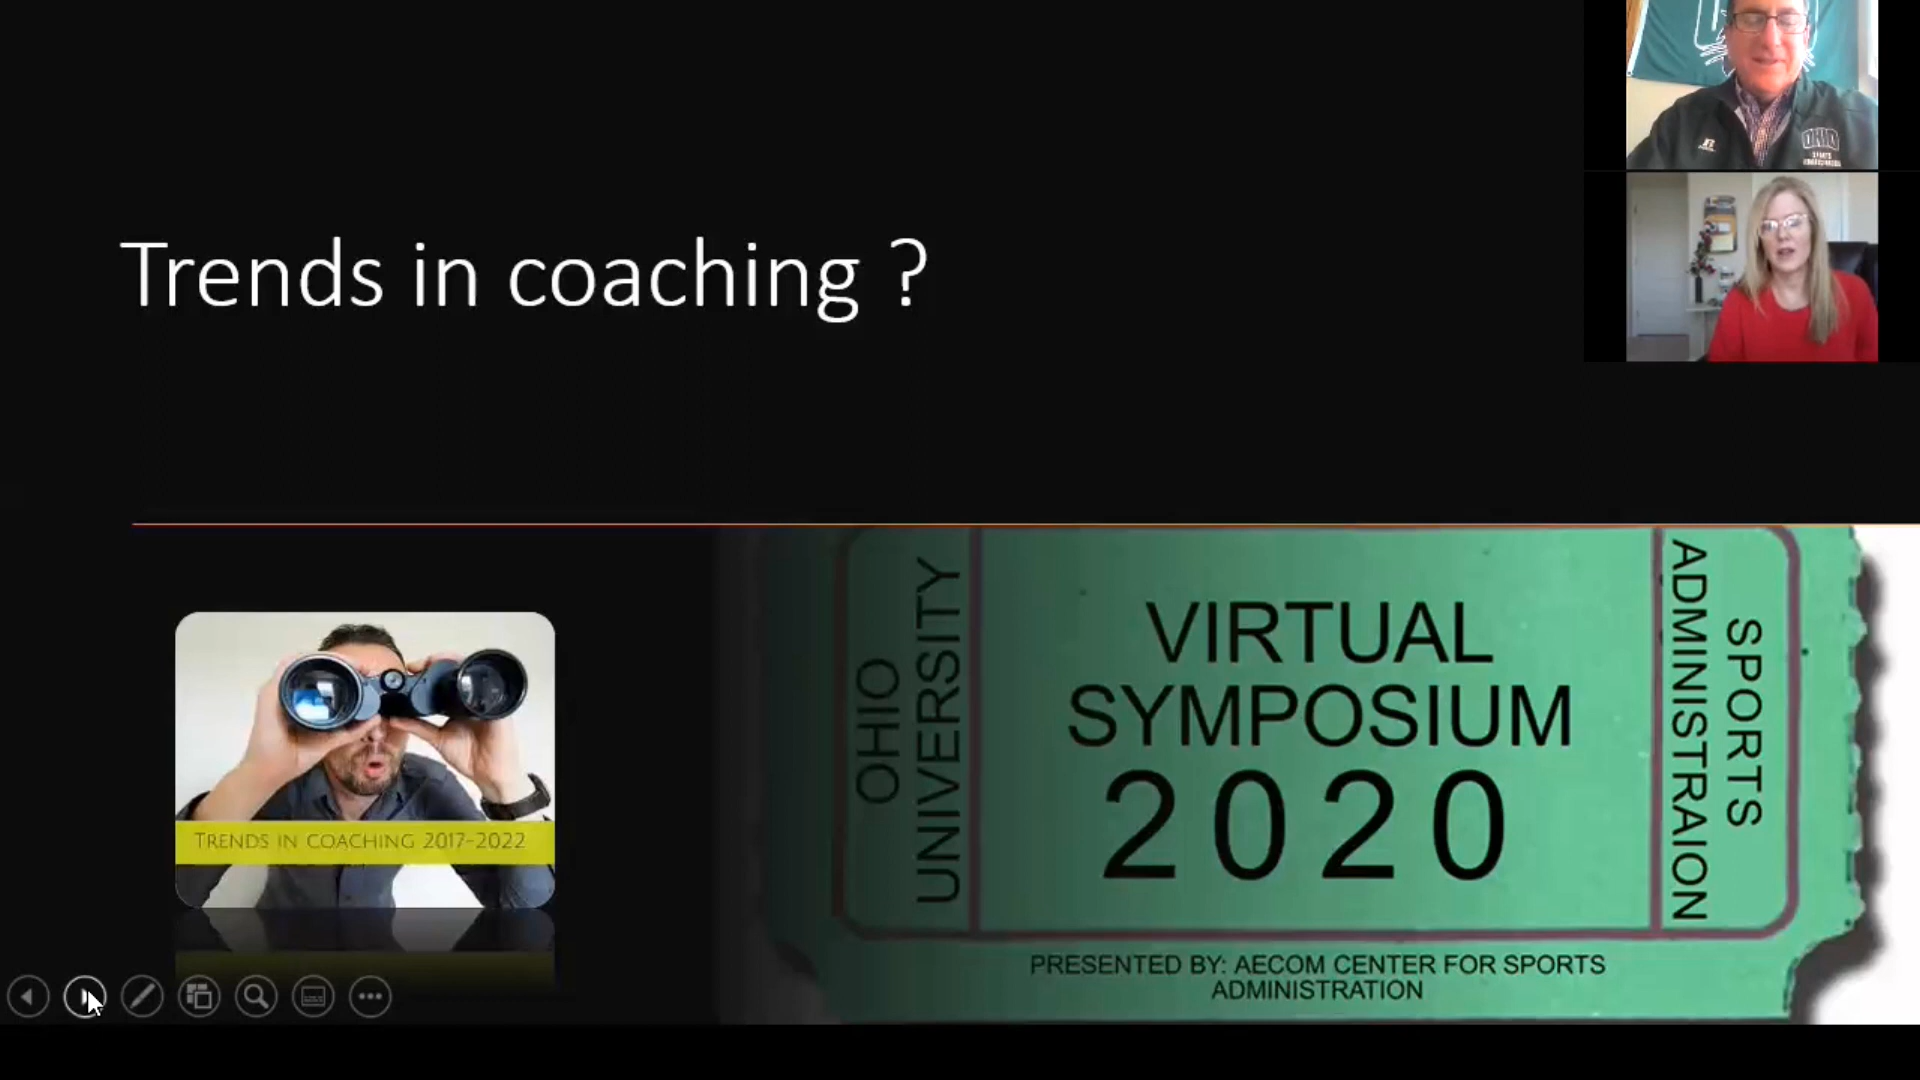 Trends in coaching ?
OHIO
TRENDS IN COACHING 2017-2022
OHIO
UNIVERSITY
VIRTUAL
SYMPOSIUM
2020
SPORTS
ADMINISTRAION
PRESENTED BY: AECOM CENTER FOR SPORTS
ADMINISTRATION